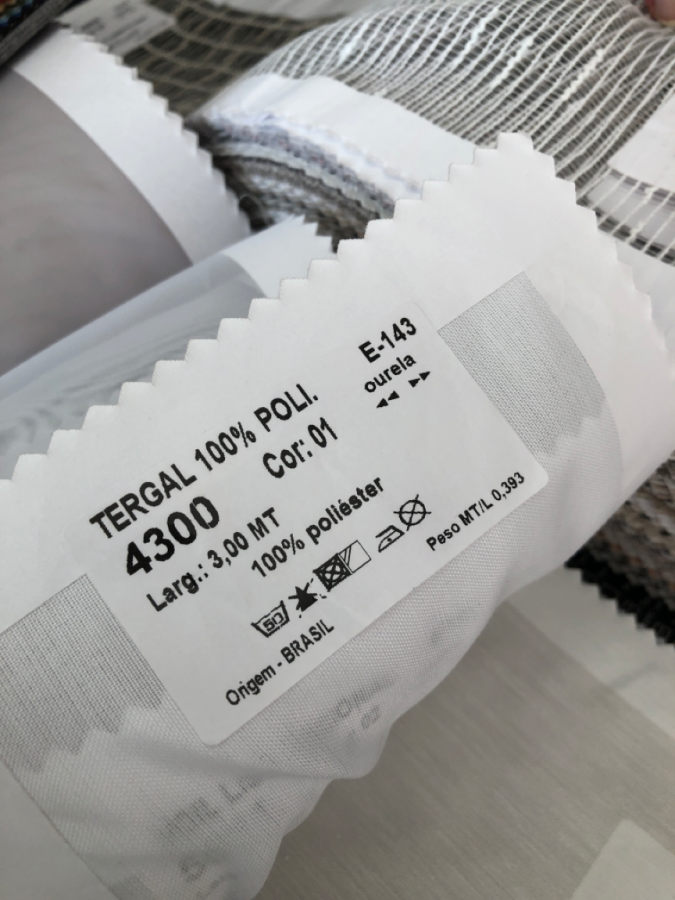 E-143
ourela
TERGAL 100% POLI.
4300 Cor: 01
Larg.: 3,00 MT
100% poliéster
50
Peso MT/L 0,393
Origem - BRASIL